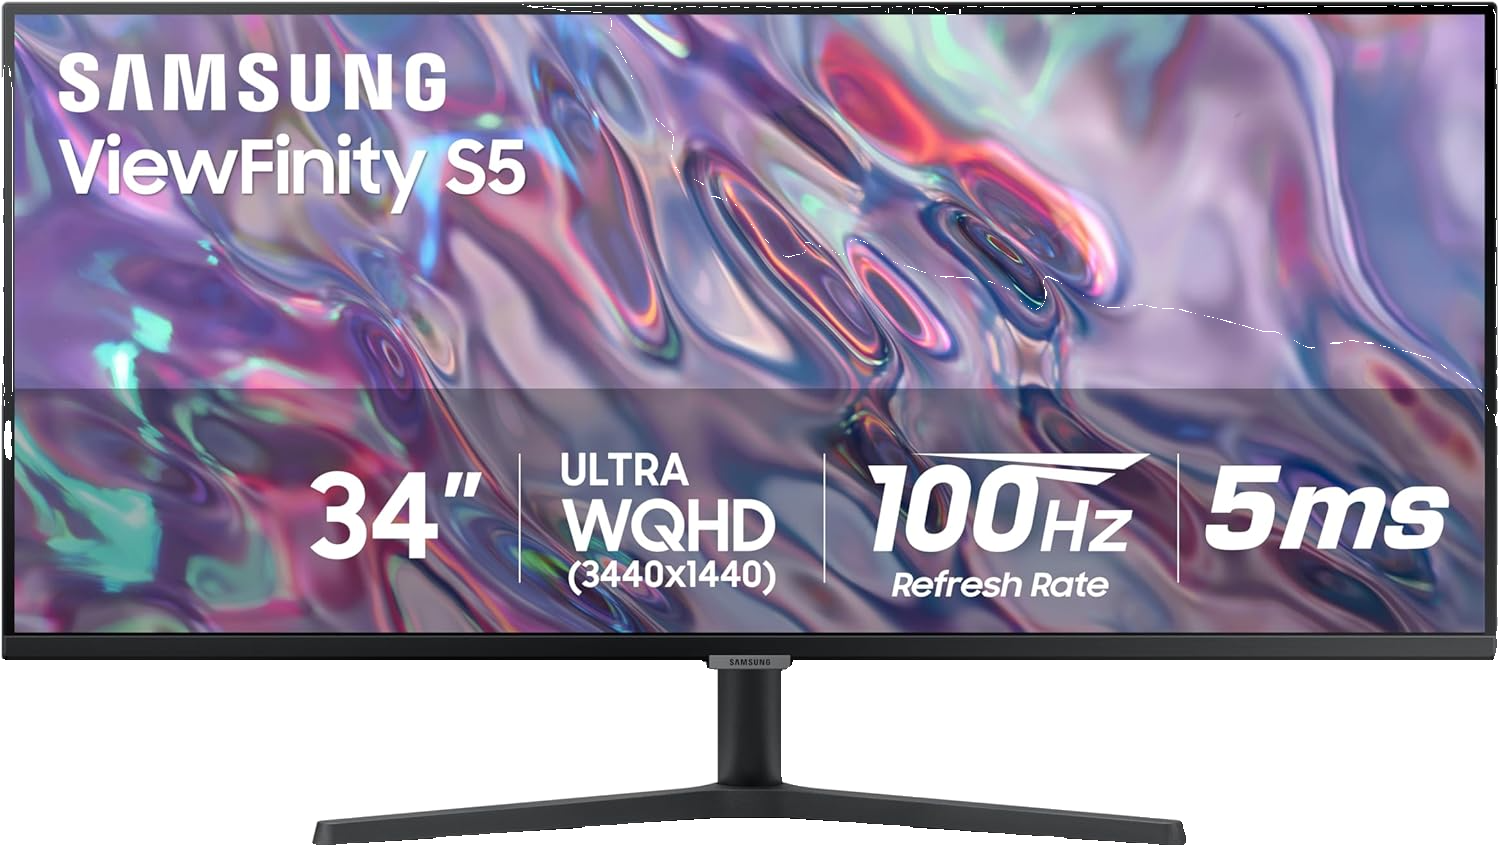 SAMSUNG
ViewFinity S5
34”
ULTRA
WQHD
(3440x1440)
100Hz
Refresh Rate
5ms
SAMSUNG